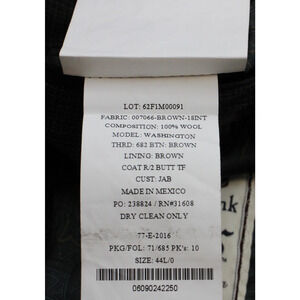 LOT: 62F1M00091
FABRIC: 007066-BROWN-18INT
COMPOSITION: 100% WOOL
MODEL: WASHINGTON
THRD: 682 BTN: BROWN
LINING: BROWN
COAT R/2 BUTT TF
CUST: JAB
MADE IN MEXICO
PO: 238824 / RN#31608
DRY CLEAN ONLY
77-E-2016
PKG/FOL: 71/685 PK's: 10
SIZE: 44L/0
06090242250
nk